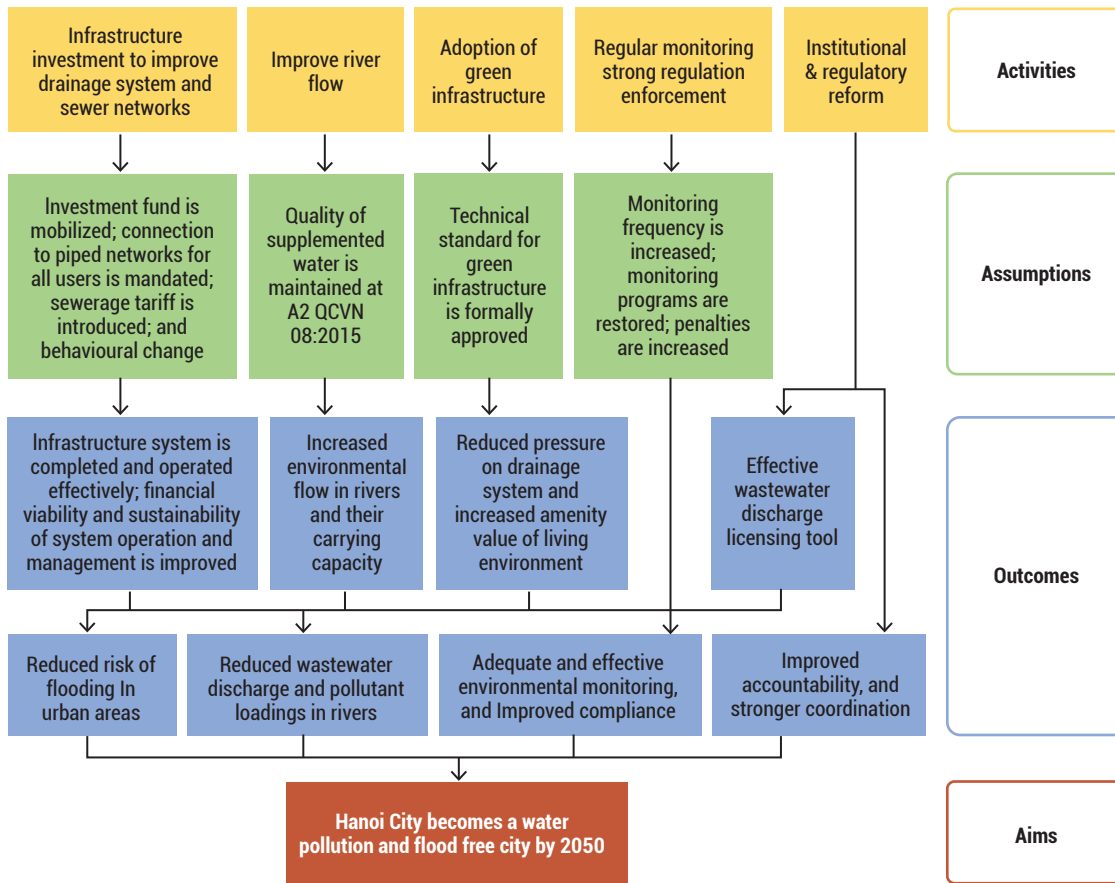 Infrastructure
investment to improve
drainage system and
sewer networks
Improve river
flow
Adoption of
green
infrastructure
Regular monitoring
strong regulation
enforcement
Institutional
& regulatory
reform
Activities
Investment fund is
mobilized; connection
to piped networks for
all users is mandated;
sewerage tariff is
introduced; and
behavioural change
Quality of
supplemented
water is
maintained at
A2 QCVN
08:2015
Technical
standard for
green
infrastructure
is formally
approved
Monitoring
frequency is
increased;
monitoring
programs are
restored; penalties
are increased
Assumptions
Infrastructure system is
completed and operated
effectively; financial
viability and sustainability
of system operation and
management is improved
Increased
environmental
flow in rivers
and their
carrying
capacity
Reduced pressure
on drainage
system and
increased amenity
value of living
environment
Effective
wastewater
discharge
licensing tool
Outcomes
Reduced risk of
flooding In
urban areas
Reduced wastewater
discharge and pollutant
loadings in rivers
Adequate and effective
environmental monitoring,
and Improved compliance
Improved
accountability, and
stronger coordination
Hanoi City becomes a water
pollution and flood free city by 2050
Aims